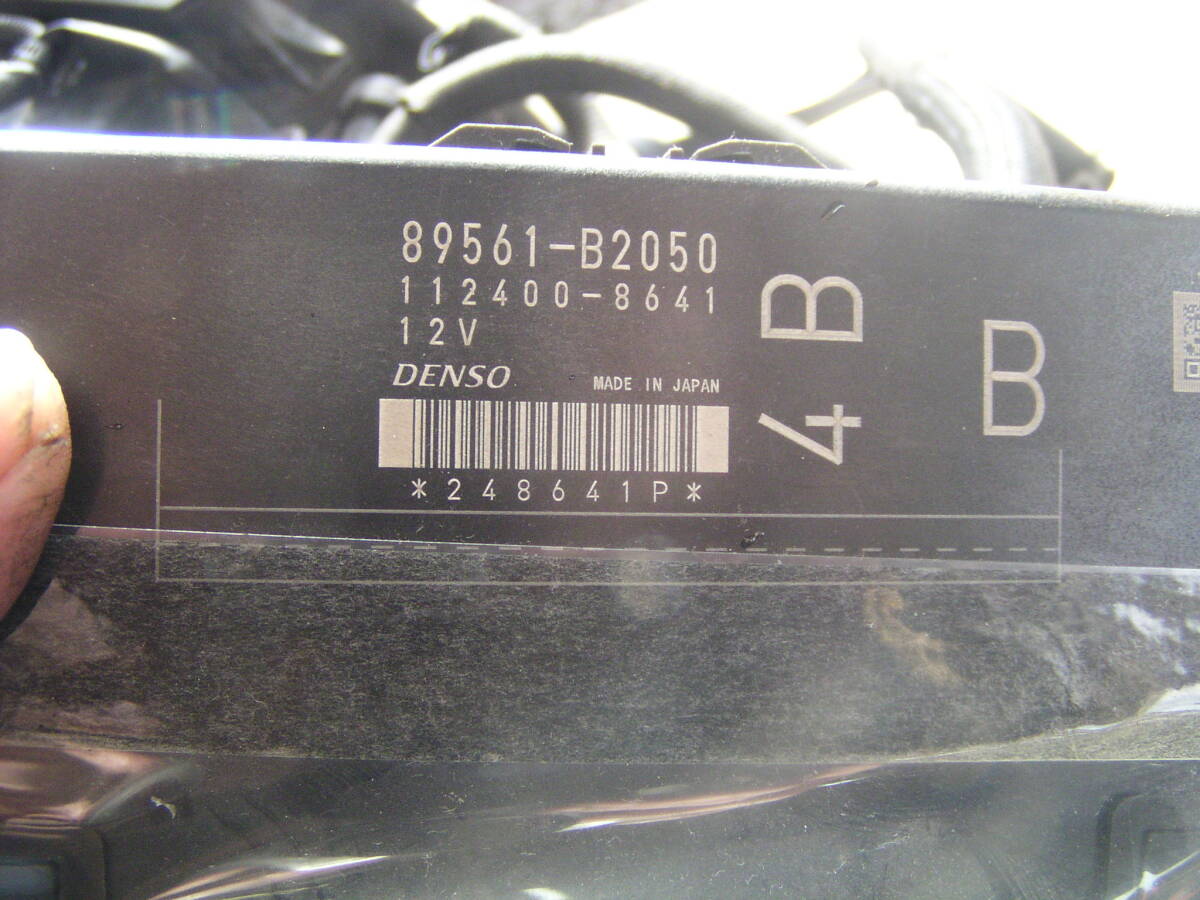 89561-B2050
112400-8641
12V
DENSO MADE IN JAPAN
*248641P*
4B
B